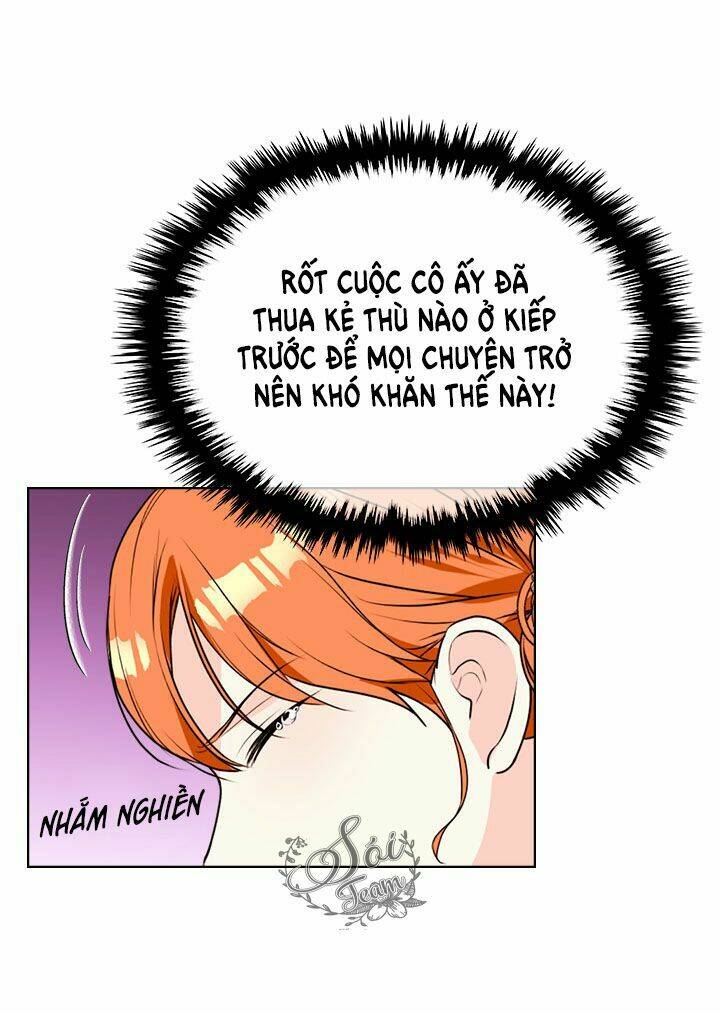 RỐT CUỘC CÔ ẤY ĐÃ
THUA KẺ THÙ NÀO Ở KIẾP
TRƯỚC ĐỂ MỌI CHUYỆN TRỞ
NÊN KHÓ KHĂN THẾ NÀY!
NHẮM NGHIỀN
Sói
Team